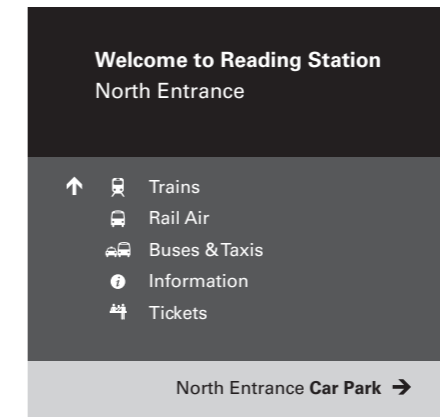 Welcome to Reading Station
North Entrance
Trains
Rail Air
Buses & Taxis
Information
Tickets
North Entrance Car Park